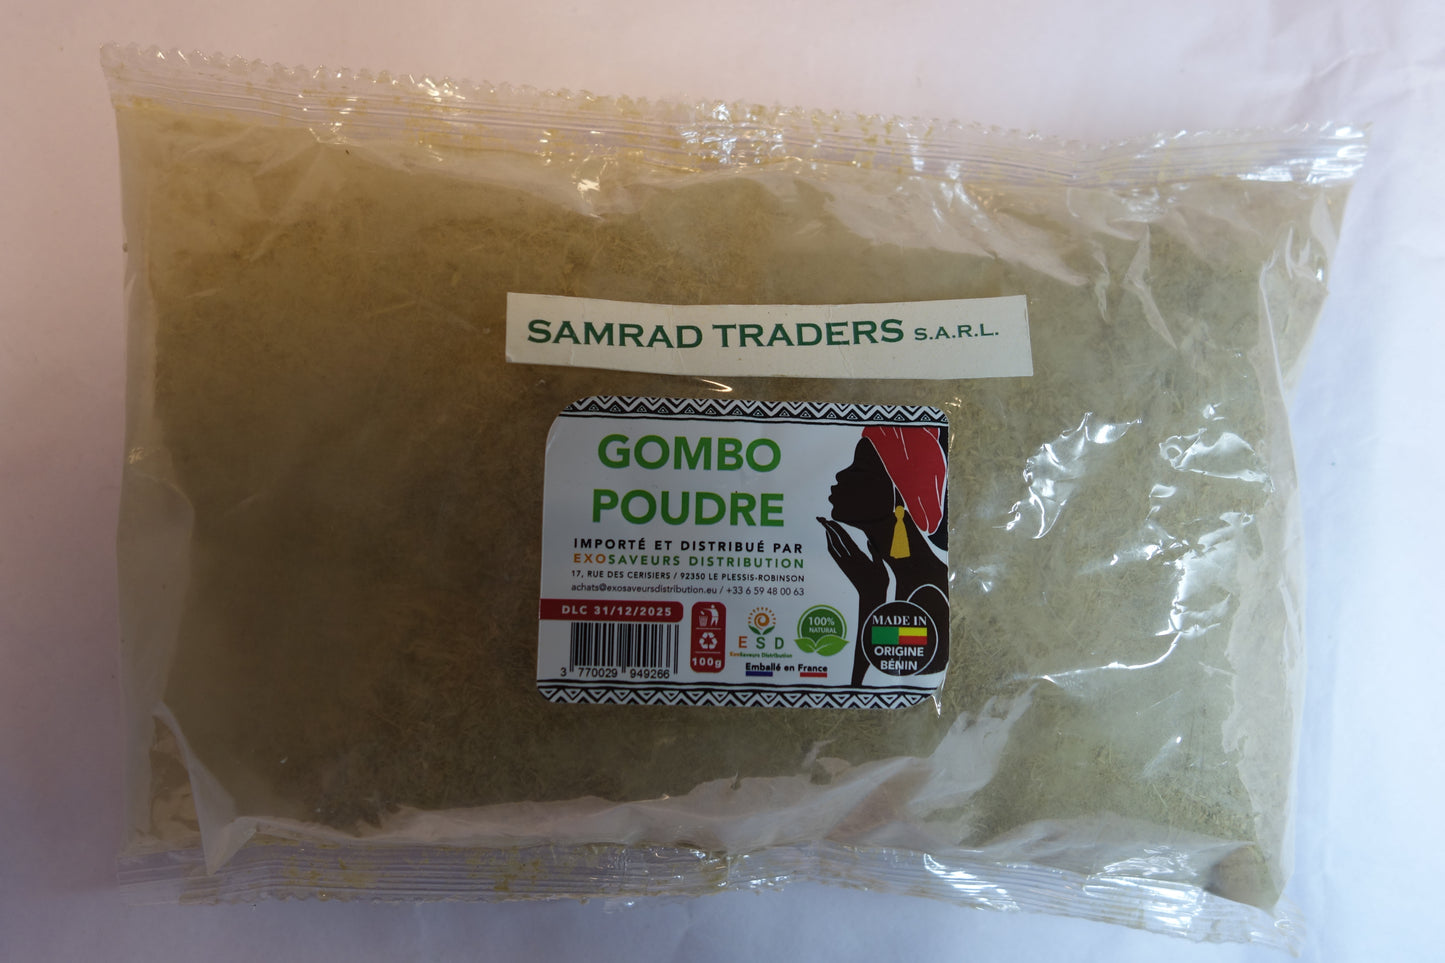 SAMRAD TRADERS S.A.R.L.
GOMBO
POUDRE
IMPORTÉ ET DISTRIBUÉ PAR
EXOSAVEURS DISTRIBUTION
17, RUE DES CERISIERS / 92350 LE PLESSIS-ROBINSON
achats@exosaveursdistribution.eu / +33 6 59 48 00 63
DLC 31/12/2025
3 770029 949266
100g
ESD
ExoSaveurs Distribution
100%
NATURAL
Emballé en France
MADE IN
ORIGINE
BÉNIN